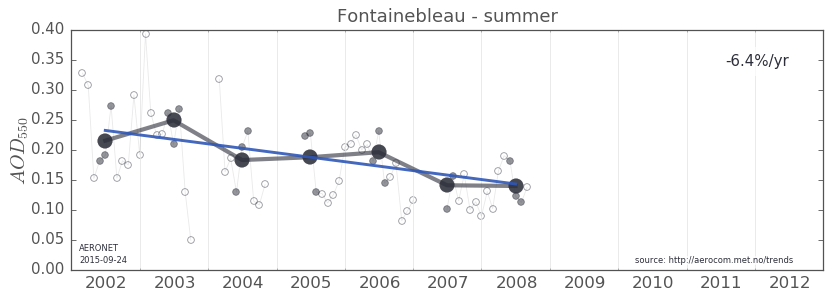 Fontainebleau - summer
0.40
0.35
0.30
0.25
0.20
0.15
0.10
0.05
0.00
AOD550
-6.4%/yr
AERONET
2015-09-24
source: http://aerocom.met.no/trends
2002 2003 2004 2005 2006 2007 2008 2009 2010 2011 2012